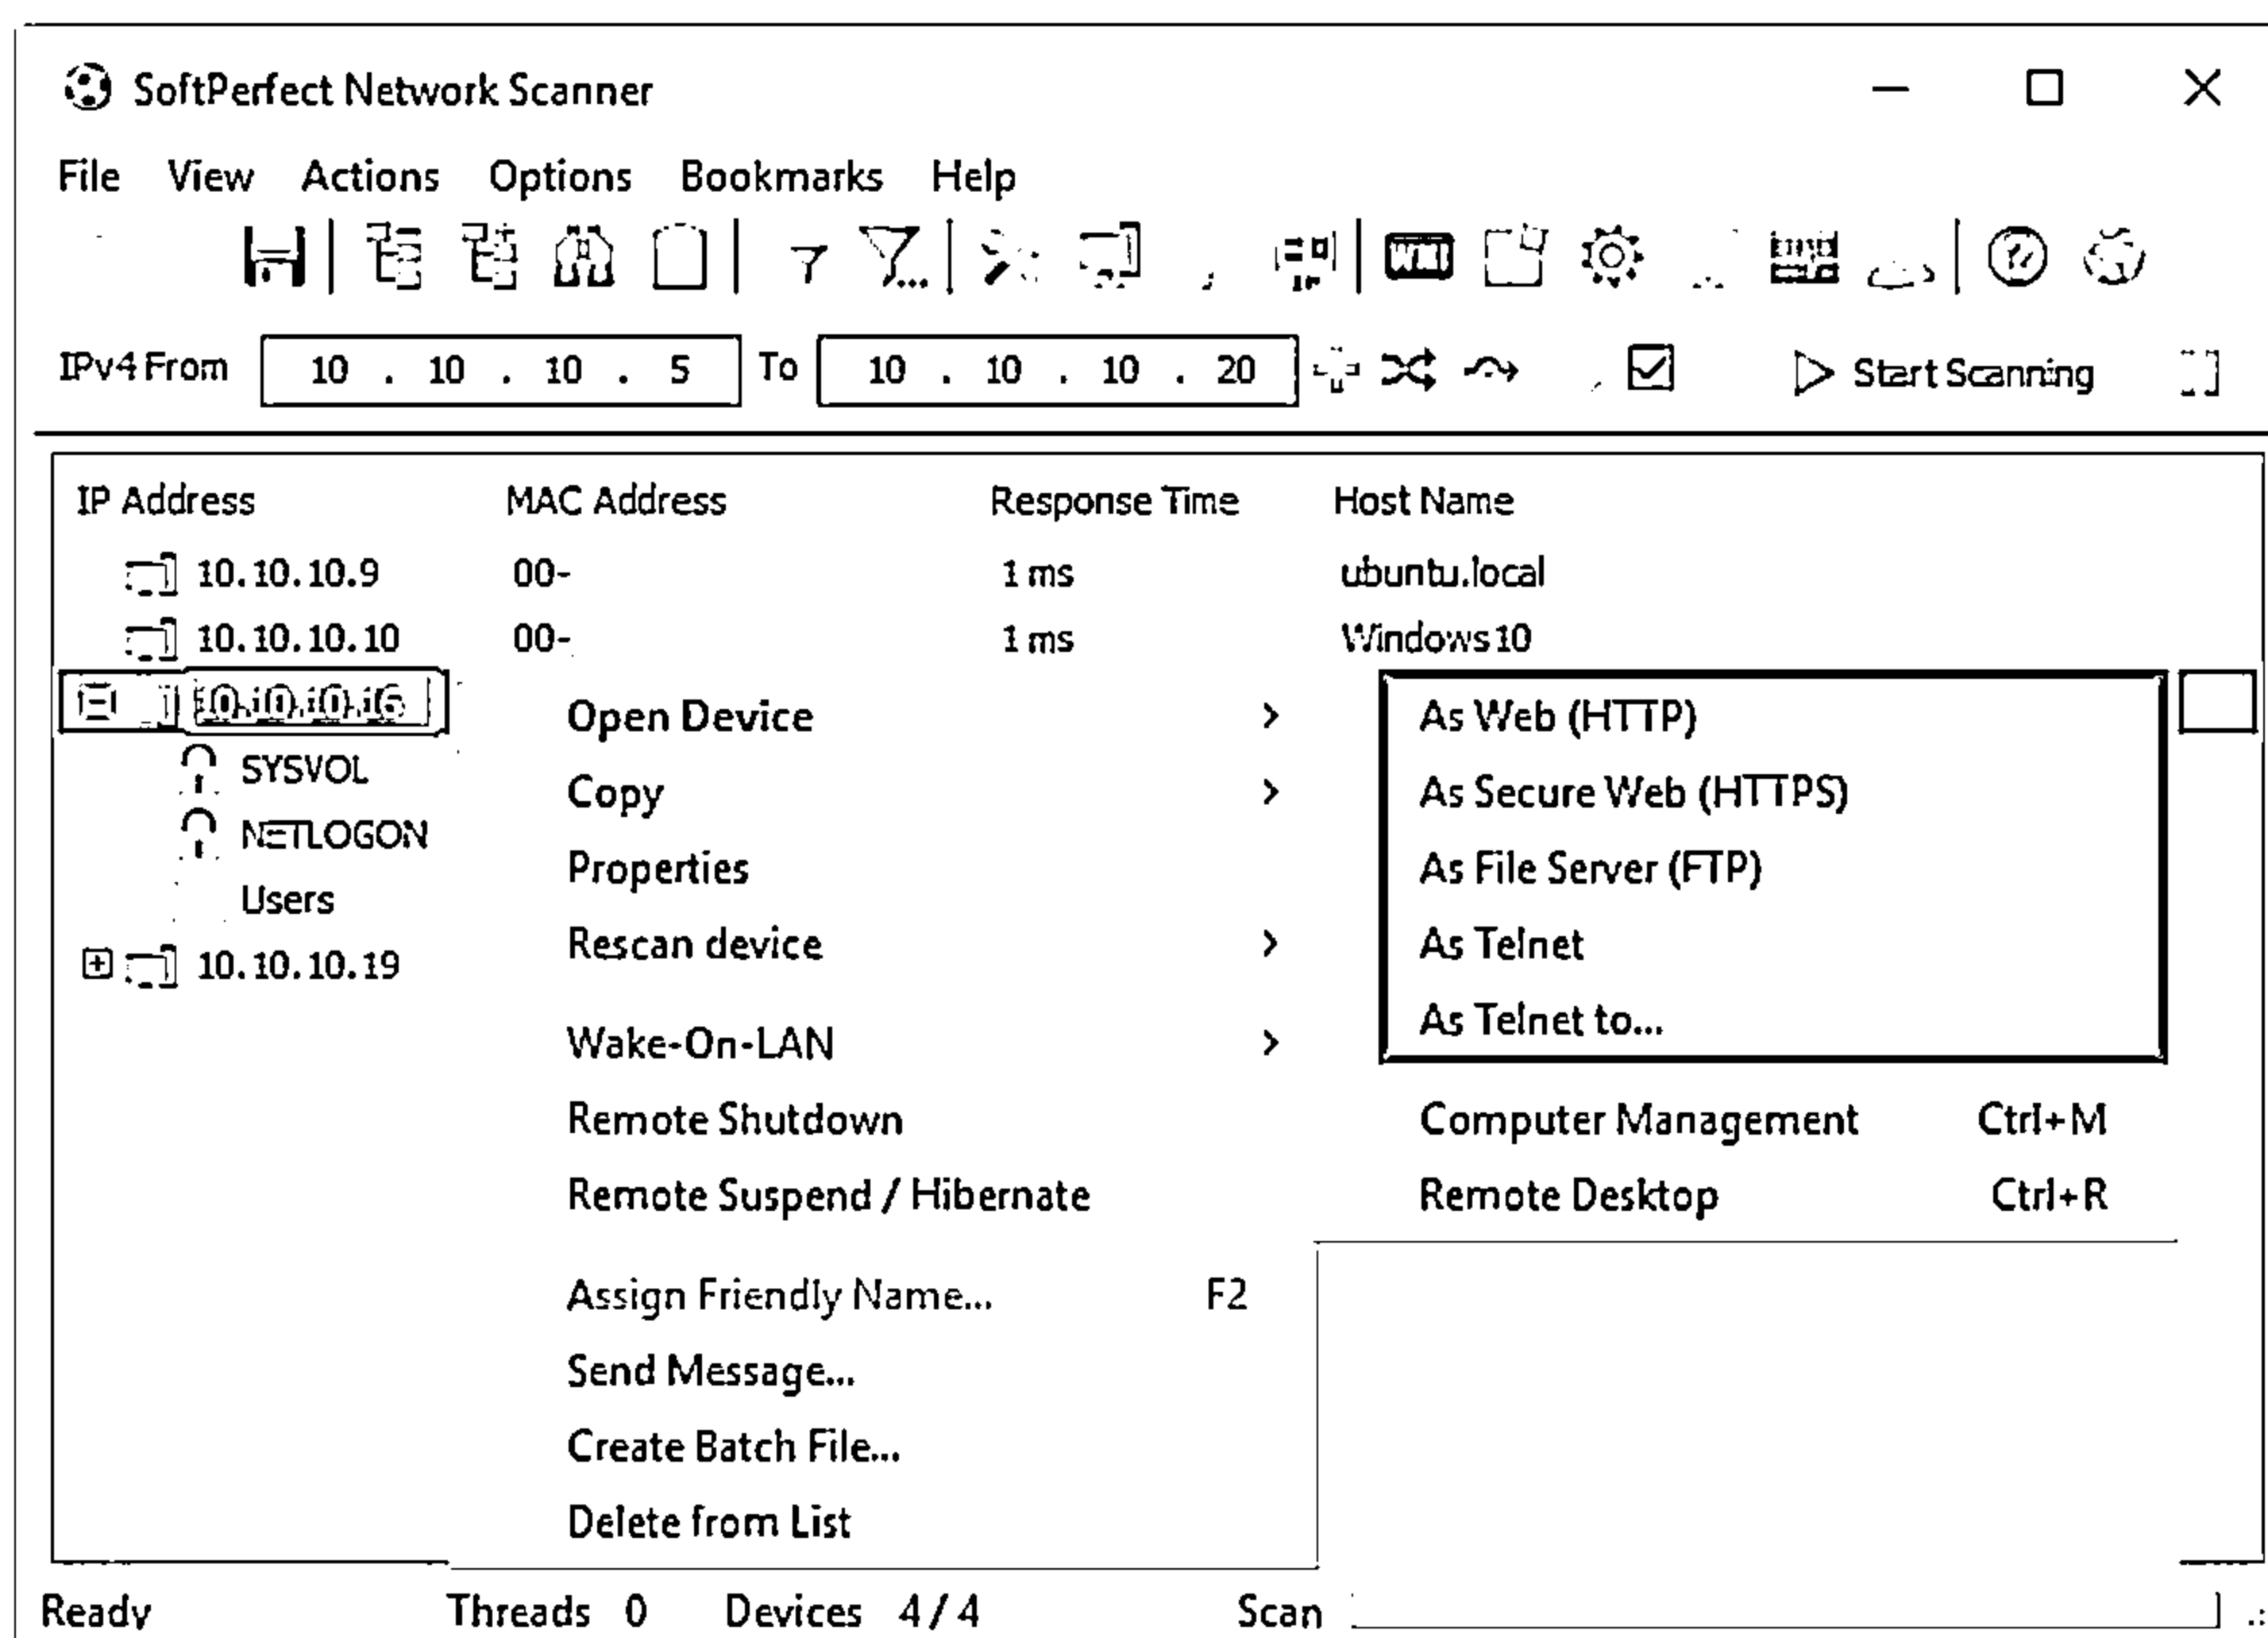 SoftPerfect Network Scanner
File View Actions Options Bookmarks Help
WMI
IPv4 From 10 . 10 . 10 . 5 To 10 . 10 . 10 . 20 Start Scanning
IP Address MAC Address Response Time Host Name
10.10.10.9 00- 1 ms ubuntu.local
10.10.10.10 00- 1 ms Windows10
10.10.10.16 Open Device > As Web (HTTP)
SYSVOL Copy > As Secure Web (HTTPS)
NETLOGON Properties As File Server (FTP)
Users Rescan device > As Telnet
10.10.10.19
Wake-On-LAN > As Telnet to...
Remote Shutdown Computer Management Ctrl+M
Remote Suspend / Hibernate Remote Desktop Ctrl+R
Assign Friendly Name... F2
Send Message...
Create Batch File...
Delete from List
Ready Threads 0 Devices 4 / 4 Scan